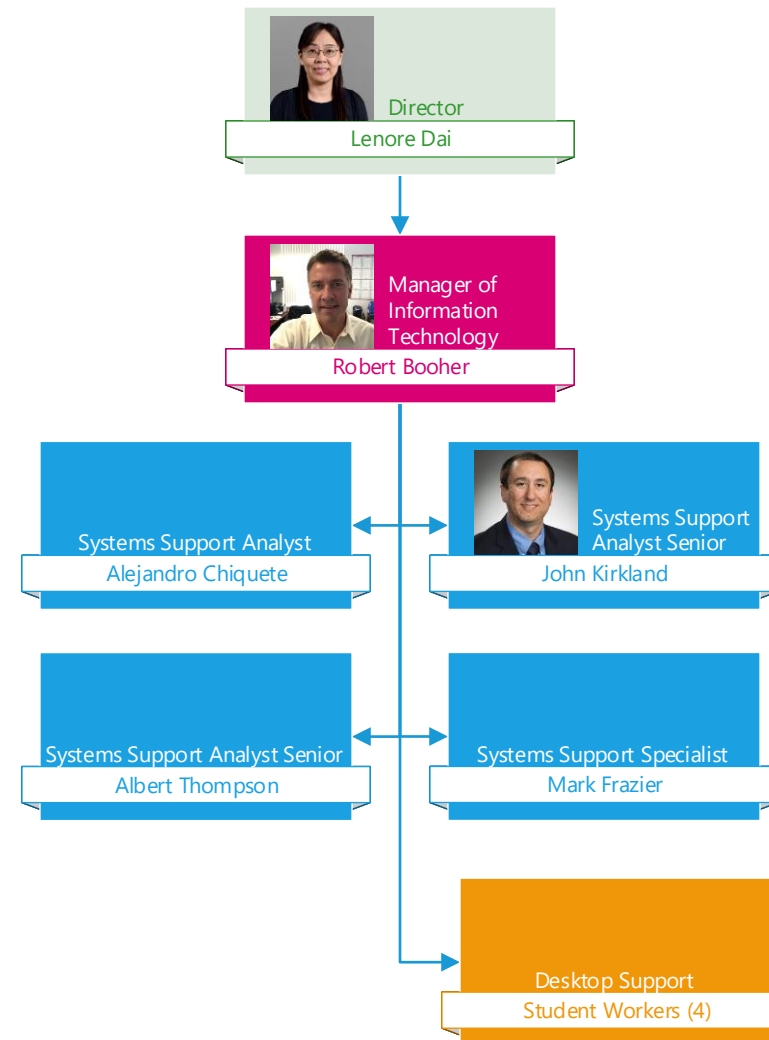 Director
Lenore Dai
Manager of
Information
Technology
Robert Booher
Systems Support Analyst
Alejandro Chiquete
Systems Support
Analyst Senior
John Kirkland
Systems Support Analyst Senior
Albert Thompson
Systems Support Specialist
Mark Frazier
Desktop Support
Student Workers (4)